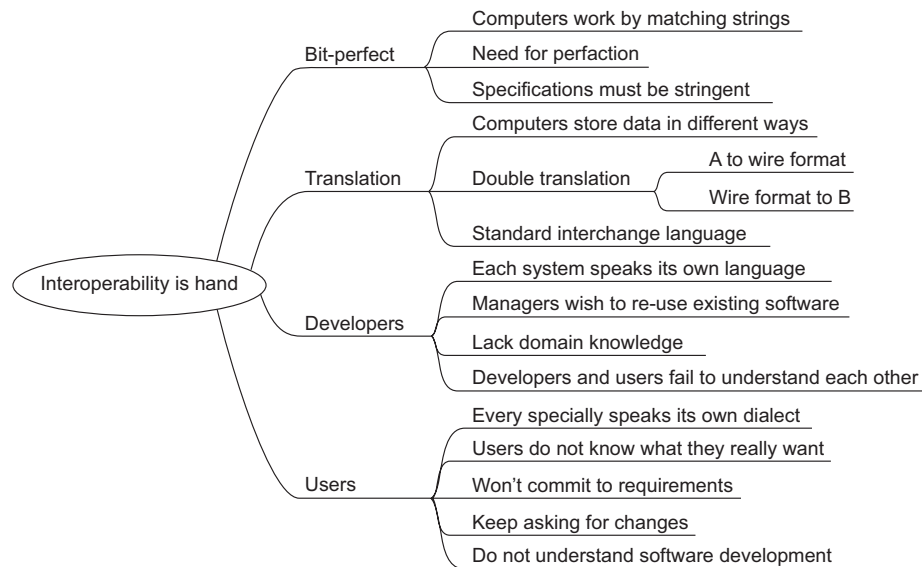 Interoperability is hand
Bit-perfect
Computers work by matching strings
Need for perfaction
Specifications must be stringent
Translation
Computers store data in different ways
Double translation
A to wire format
Wire format to B
Standard interchange language
Developers
Each system speaks its own language
Managers wish to re-use existing software
Lack domain knowledge
Developers and users fail to understand each other
Users
Every specially speaks its own dialect
Users do not know what they really want
Won't commit to requirements
Keep asking for changes
Do not understand software development